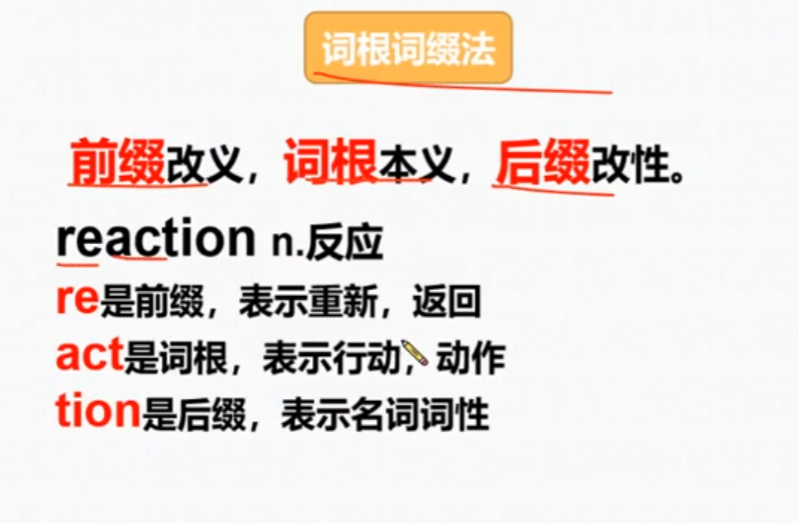 词根词缀法
前缀改义，词根本义，后缀改性。
reaction n.反应
re是前缀，表示重新，返回
act是词根，表示行动，动作
tion是后缀，表示名词词性